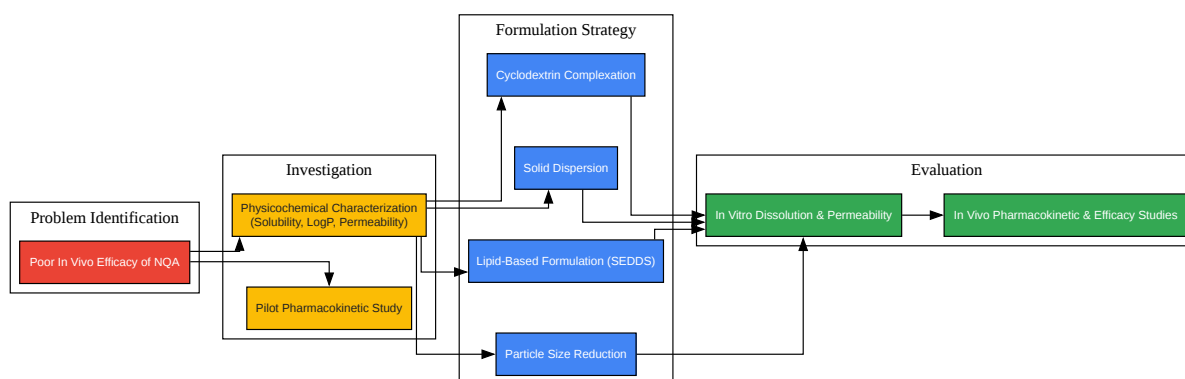 Problem Identification
Poor In Vivo Efficacy of NQA
Investigation
Physicochemical Characterization
(Solubility, LogP, Permeability)
Pilot Pharmacokinetic Study
Formulation Strategy
Cyclodextrin Complexation
Solid Dispersion
Lipid-Based Formulation (SEDDS)
Particle Size Reduction
Evaluation
In Vitro Dissolution & Permeability
In Vivo Pharmacokinetic & Efficacy Studies